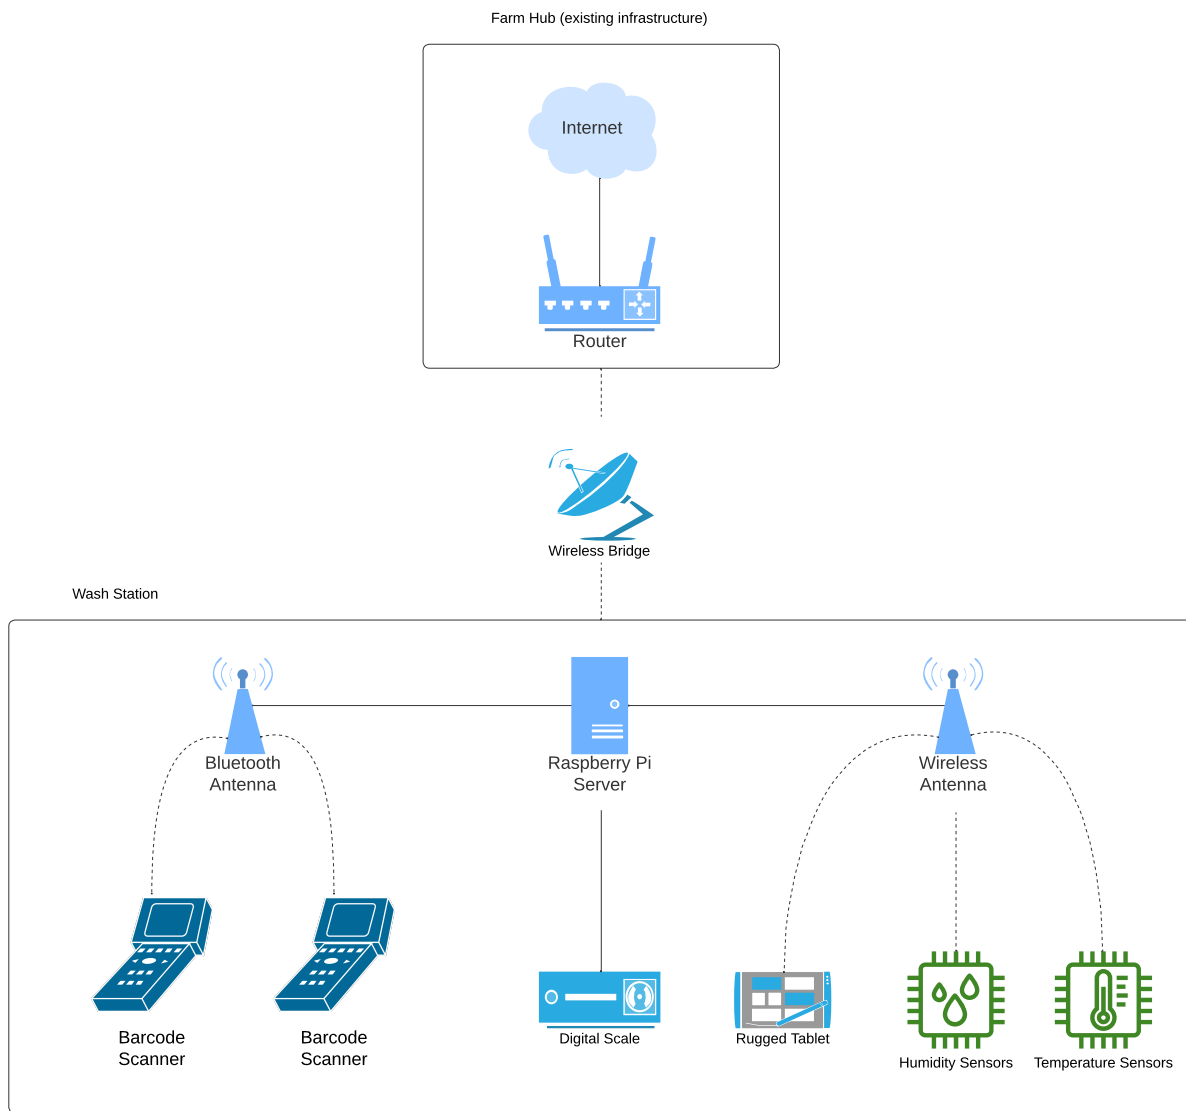 Farm Hub (existing infrastructure)
Internet
Router
Wireless Bridge
Wash Station
Bluetooth
Antenna
Raspberry Pi
Server
Wireless
Antenna
Barcode
Scanner
Barcode
Scanner
Digital Scale
Rugged Tablet
Humidity Sensors
Temperature Sensors